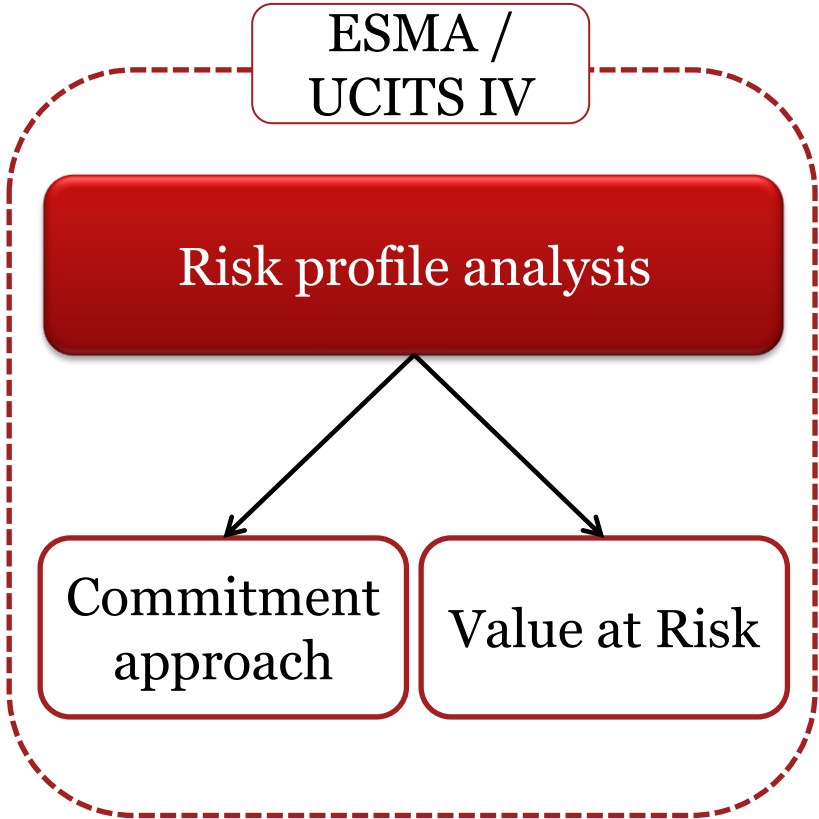 ESMA /
UCITS IV
Risk profile analysis
Commitment
approach
Value at Risk